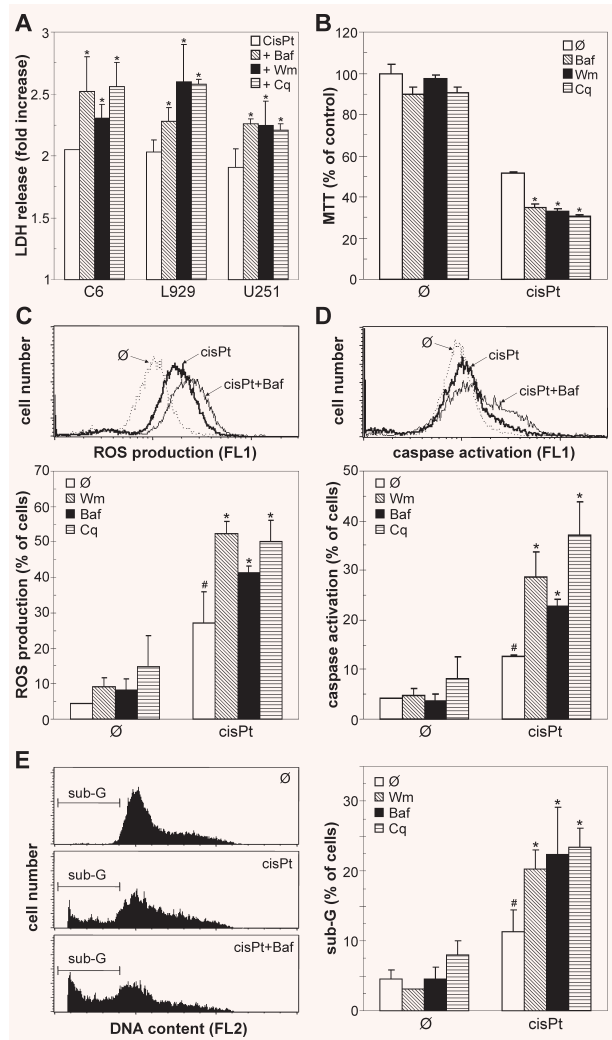 A
LDH release (fold increase)
3
2.5
2
1.5
1
CisPt
+ Baf
+ Wm
+ Cq
* * * * * * * * *
C6 L929 U251
B
MTT (% of control)
120
100
80
60
40
20
0
Ø
Baf
Wm
Cq
* * *
Ø cisPt
C
cell number
Ø
cisPt
cisPt+Baf
ROS production (FL1)
ROS production (% of cells)
70
60
50
40
30
20
10
0
Ø
Wm
Baf
Cq
# * * *
Ø cisPt
D
cell number
Ø
cisPt
cisPt+Baf
caspase activation (FL1)
caspase activation (% of cells)
50
40
30
20
10
0
Ø
Wm
Baf
Cq
# * * *
Ø cisPt
E
cell number
sub-G
Ø
sub-G
cisPt
sub-G
cisPt+Baf
DNA content (FL2)
sub-G (% of cells)
30
20
10
0
Ø
Wm
Baf
Cq
# * * *
Ø cisPt